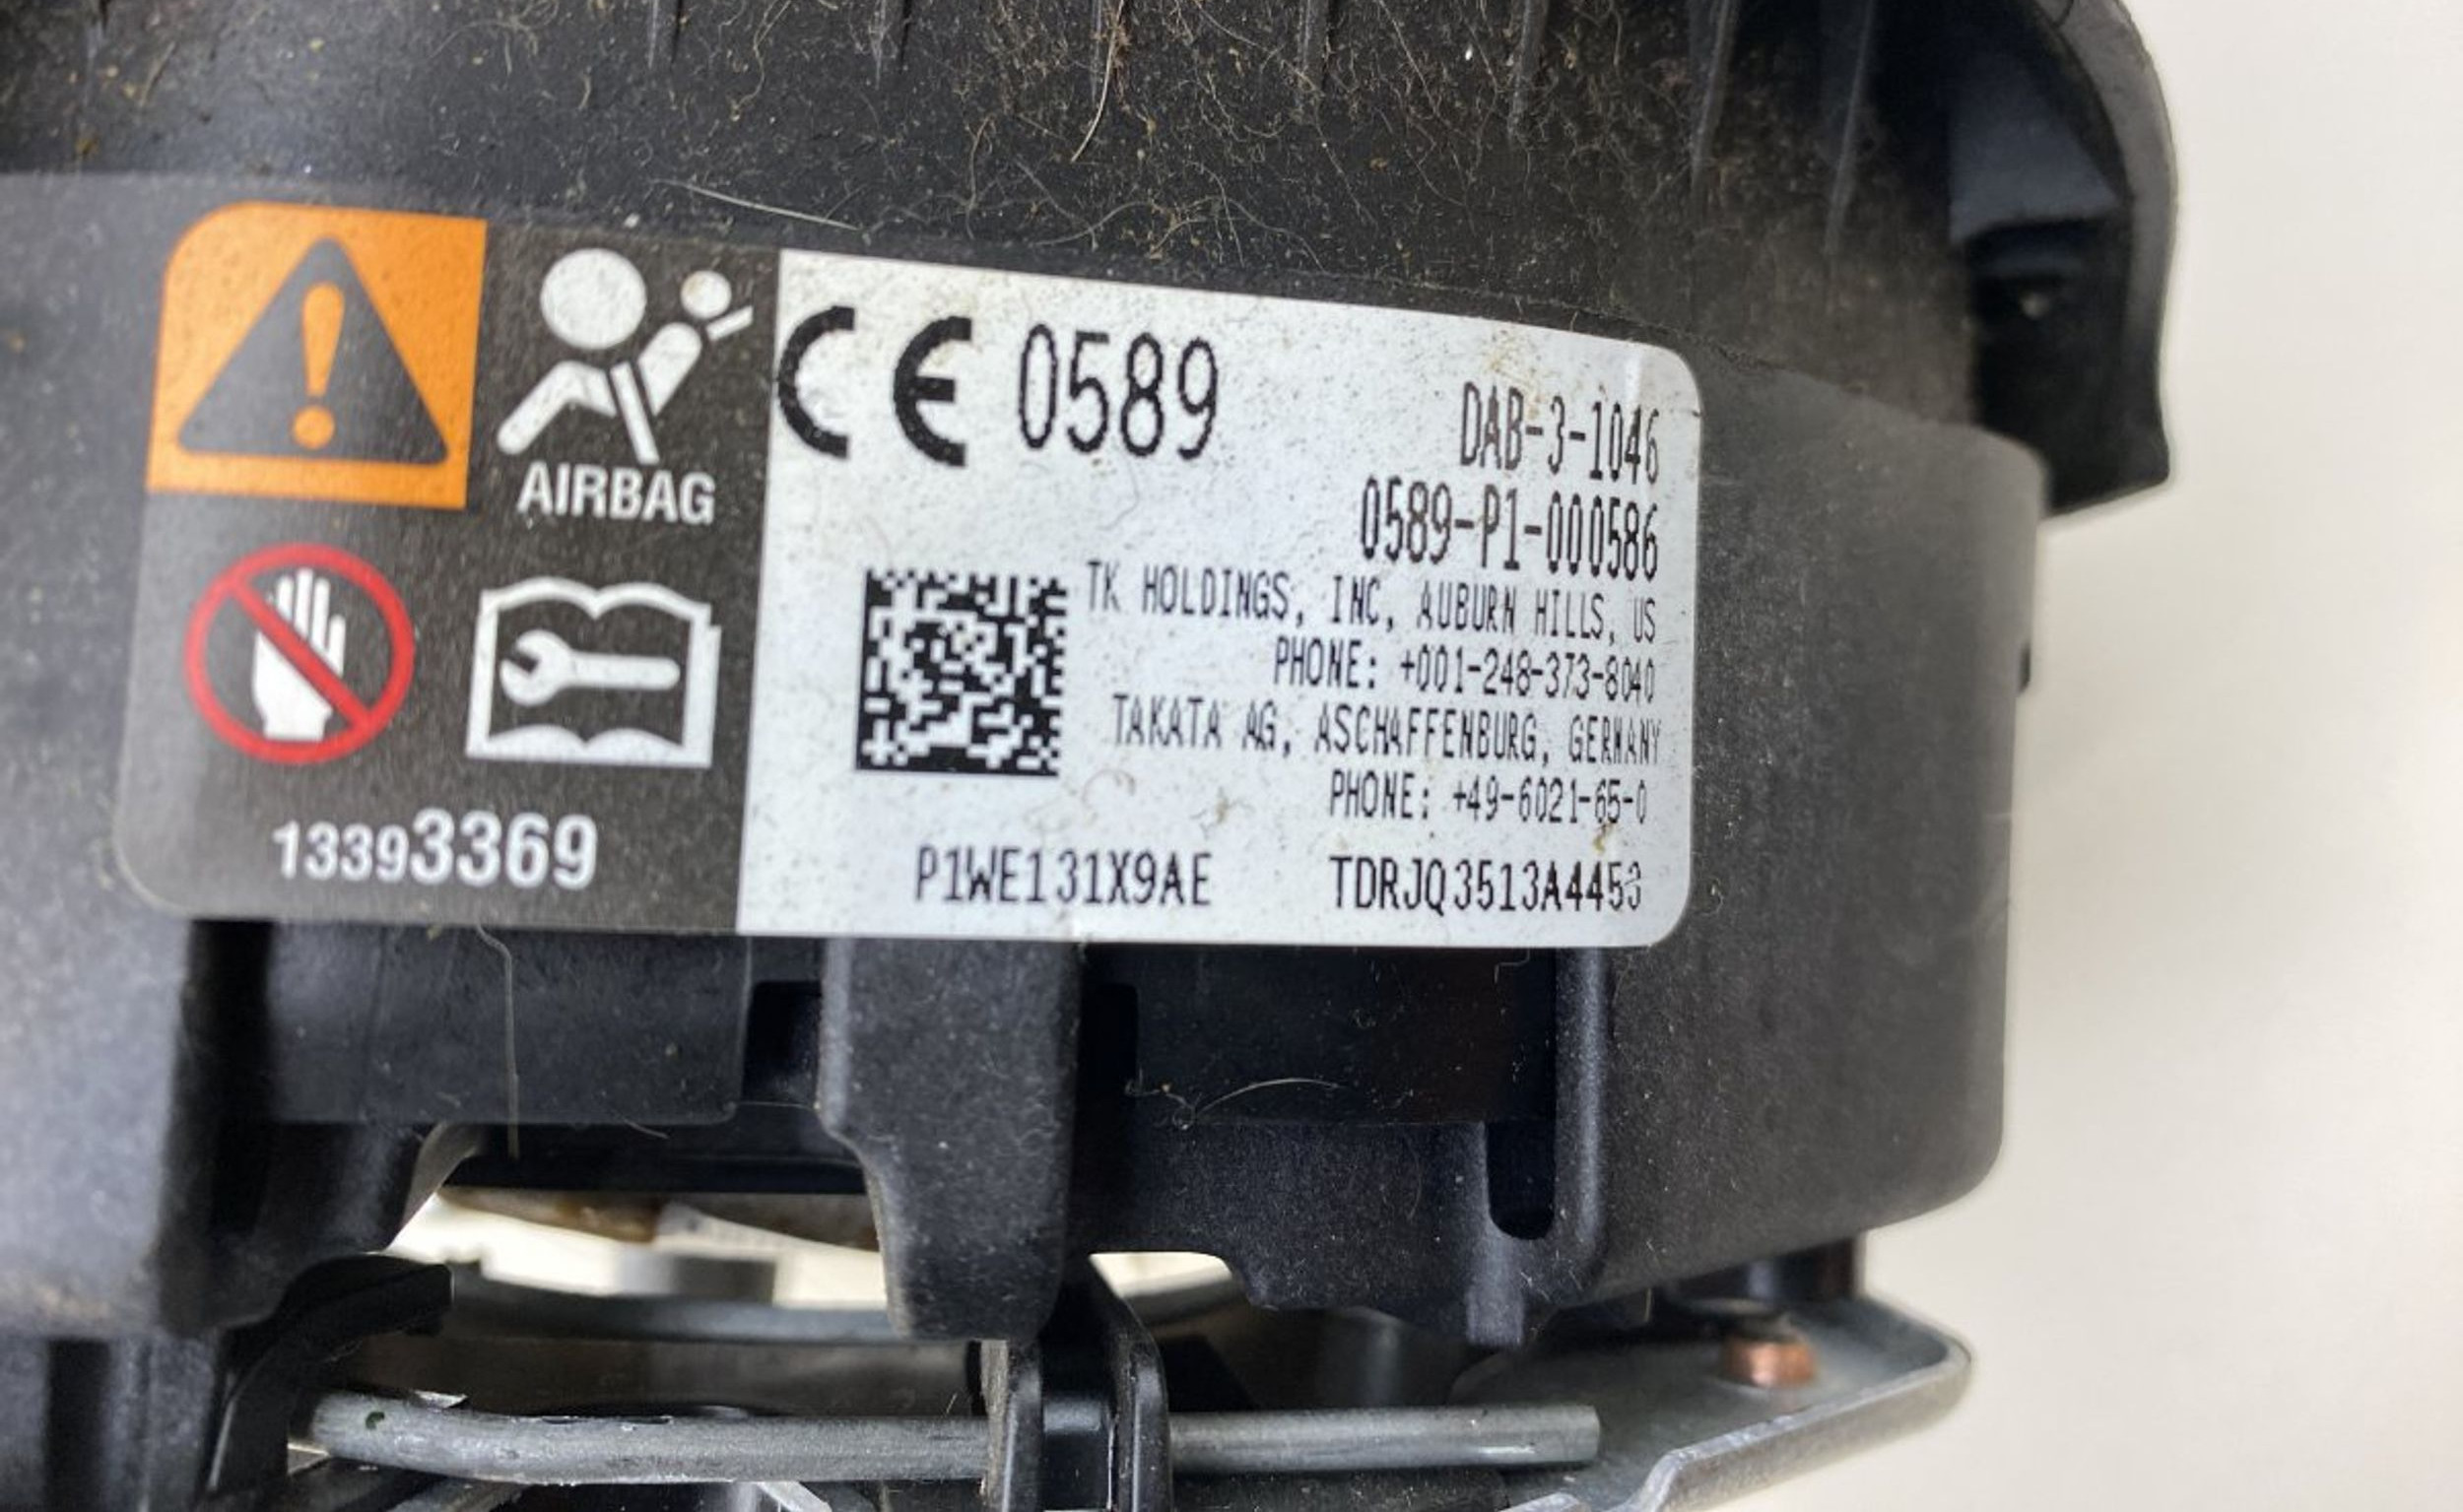 AIRBAG
13393369
CE 0589
DAB-3-1046
0589-P1-000586
TK HOLDINGS, INC, AUBURN HILLS, US
PHONE: +001-248-373-8040
TAKATA AG, ASCHAFFENBURG, GERMANY
PHONE: +49-6021-65-0
P1WE131X9AE TDRJQ3513A4453